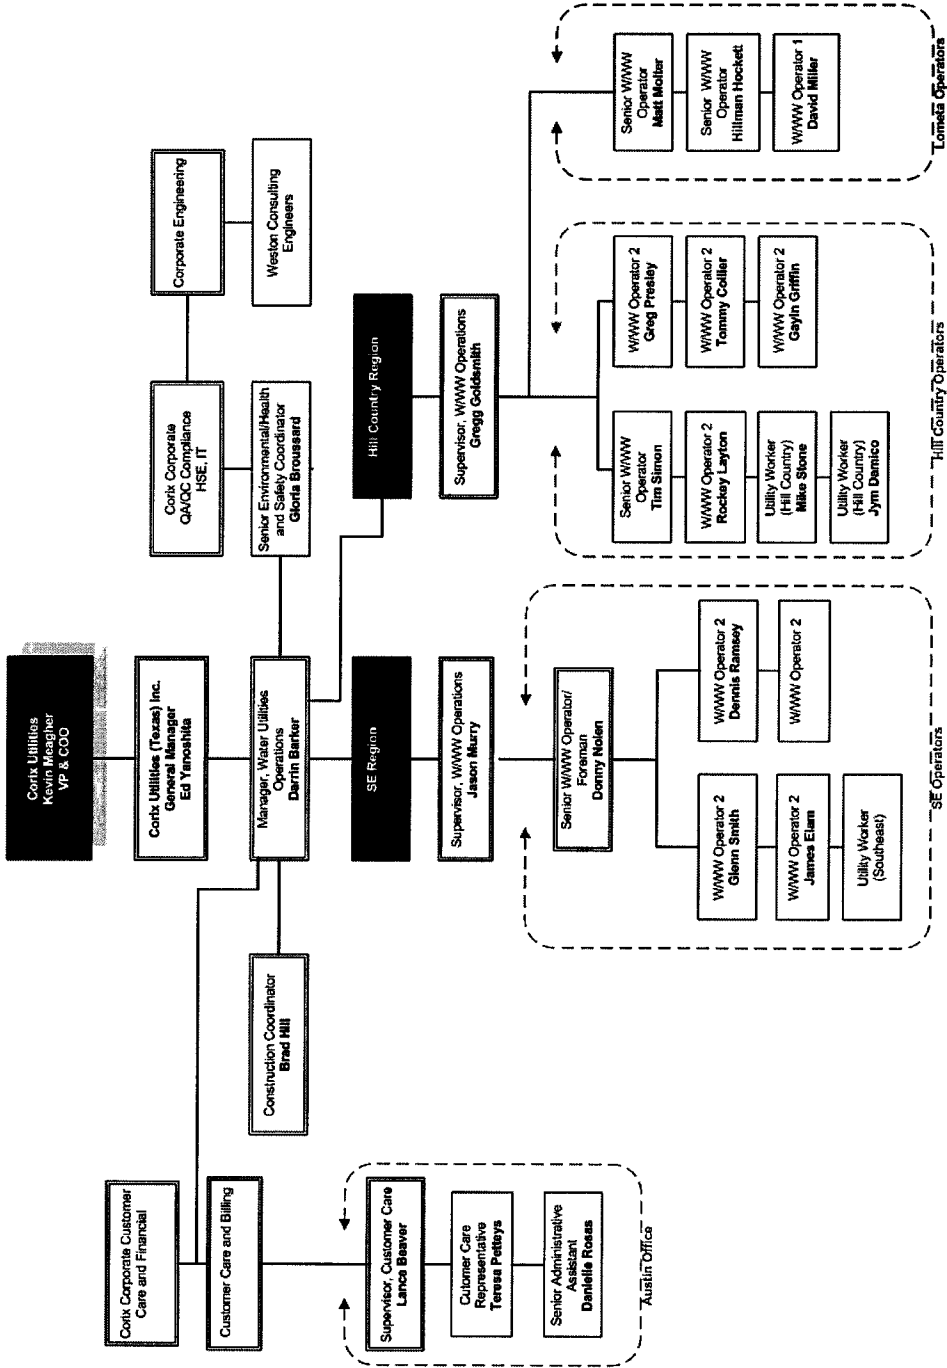 Corix Utilities
Kevin Meagher
VP & COO
Corix Utilities (Texas) Inc.
General Manager
Ed Yanoshita
Manager, Water Utilities
Operations
Darrin Barker
Corix Corporate Customer
Care and Financial
Customer Care and Billing
Supervisor, Customer Care
Lance Beaver
Cutomer Care
Representative
Teresa Petteys
Senior Administrative
Assistant
Danielle Rosas
Austin Office
Construction Coordinator
Brad Hill
Corix Corporate
QA/QC Compliance
HSE, IT
Senior Environmental/Health
and Safety Coordinator
Gloria Broussard
Corporate Engineering
Weston Consulting
Engineers
SE Region
Supervisor, W/WW Operations
Jason Murry
Senior W/WW Operator/
Foreman
Donny Nolen
W/WW Operator 2
Glenn Smith
W/WW Operator 2
James Elam
Utility Worker
(Southeast)
W/WW Operator 2
Dennis Ramsey
W/WW Operator 2
SE Operators
Hill Country Region
Supervisor, W/WW Operations
Gregg Goldsmith
Senior W/WW
Operator
Tim Simon
W/WW Operator 2
Rockey Layton
Utility Worker
(Hill Country)
Mike Stone
Utility Worker
(Hill Country)
Jym Damico
W/WW Operator 2
Greg Presley
W/WW Operator 2
Tommy Collier
W/WW Operator 2
Gayln Griffin
Hill Country Operators
Senior W/WW
Operator
Matt Molter
Senior W/WW
Operator
Hillman Hockett
W/WW Operator 1
David Miller
Lometa Operators